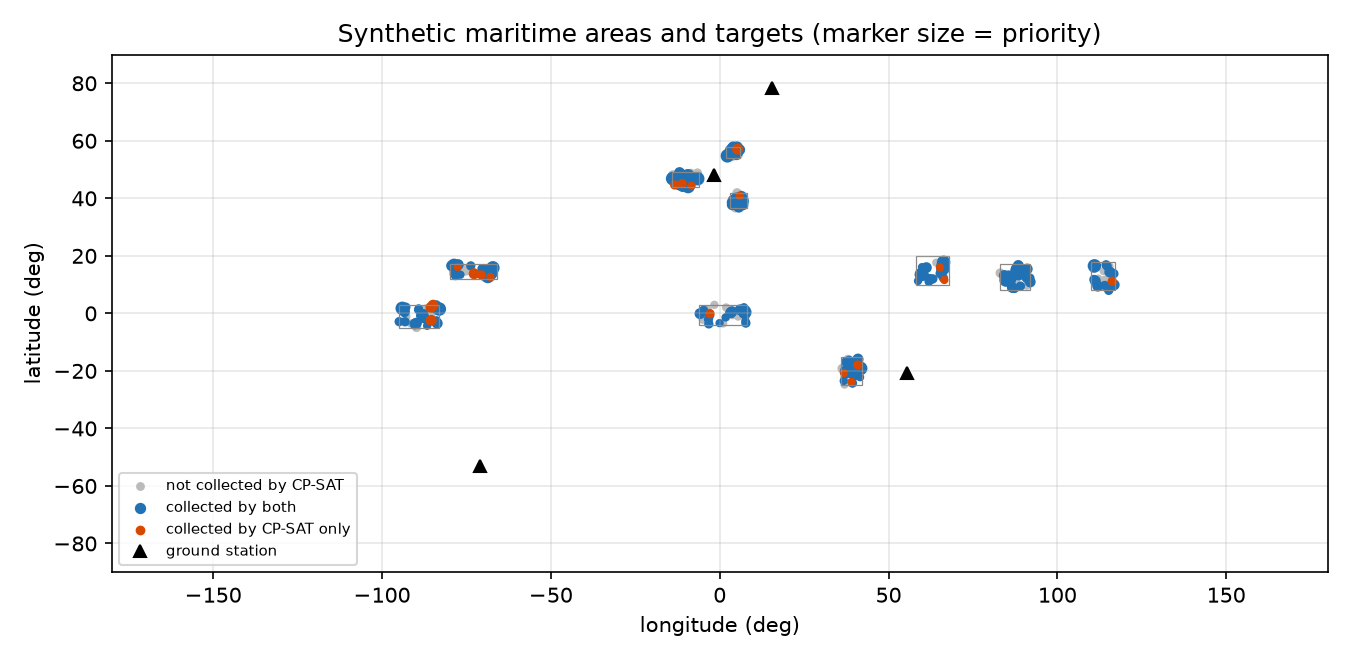 Synthetic maritime areas and targets (marker size = priority)
80
60
40
20
0
−20
−40
−60
−80
latitude (deg)
not collected by CP-SAT
collected by both
collected by CP-SAT only
ground station
−150 −100 −50 0 50 100 150
longitude (deg)